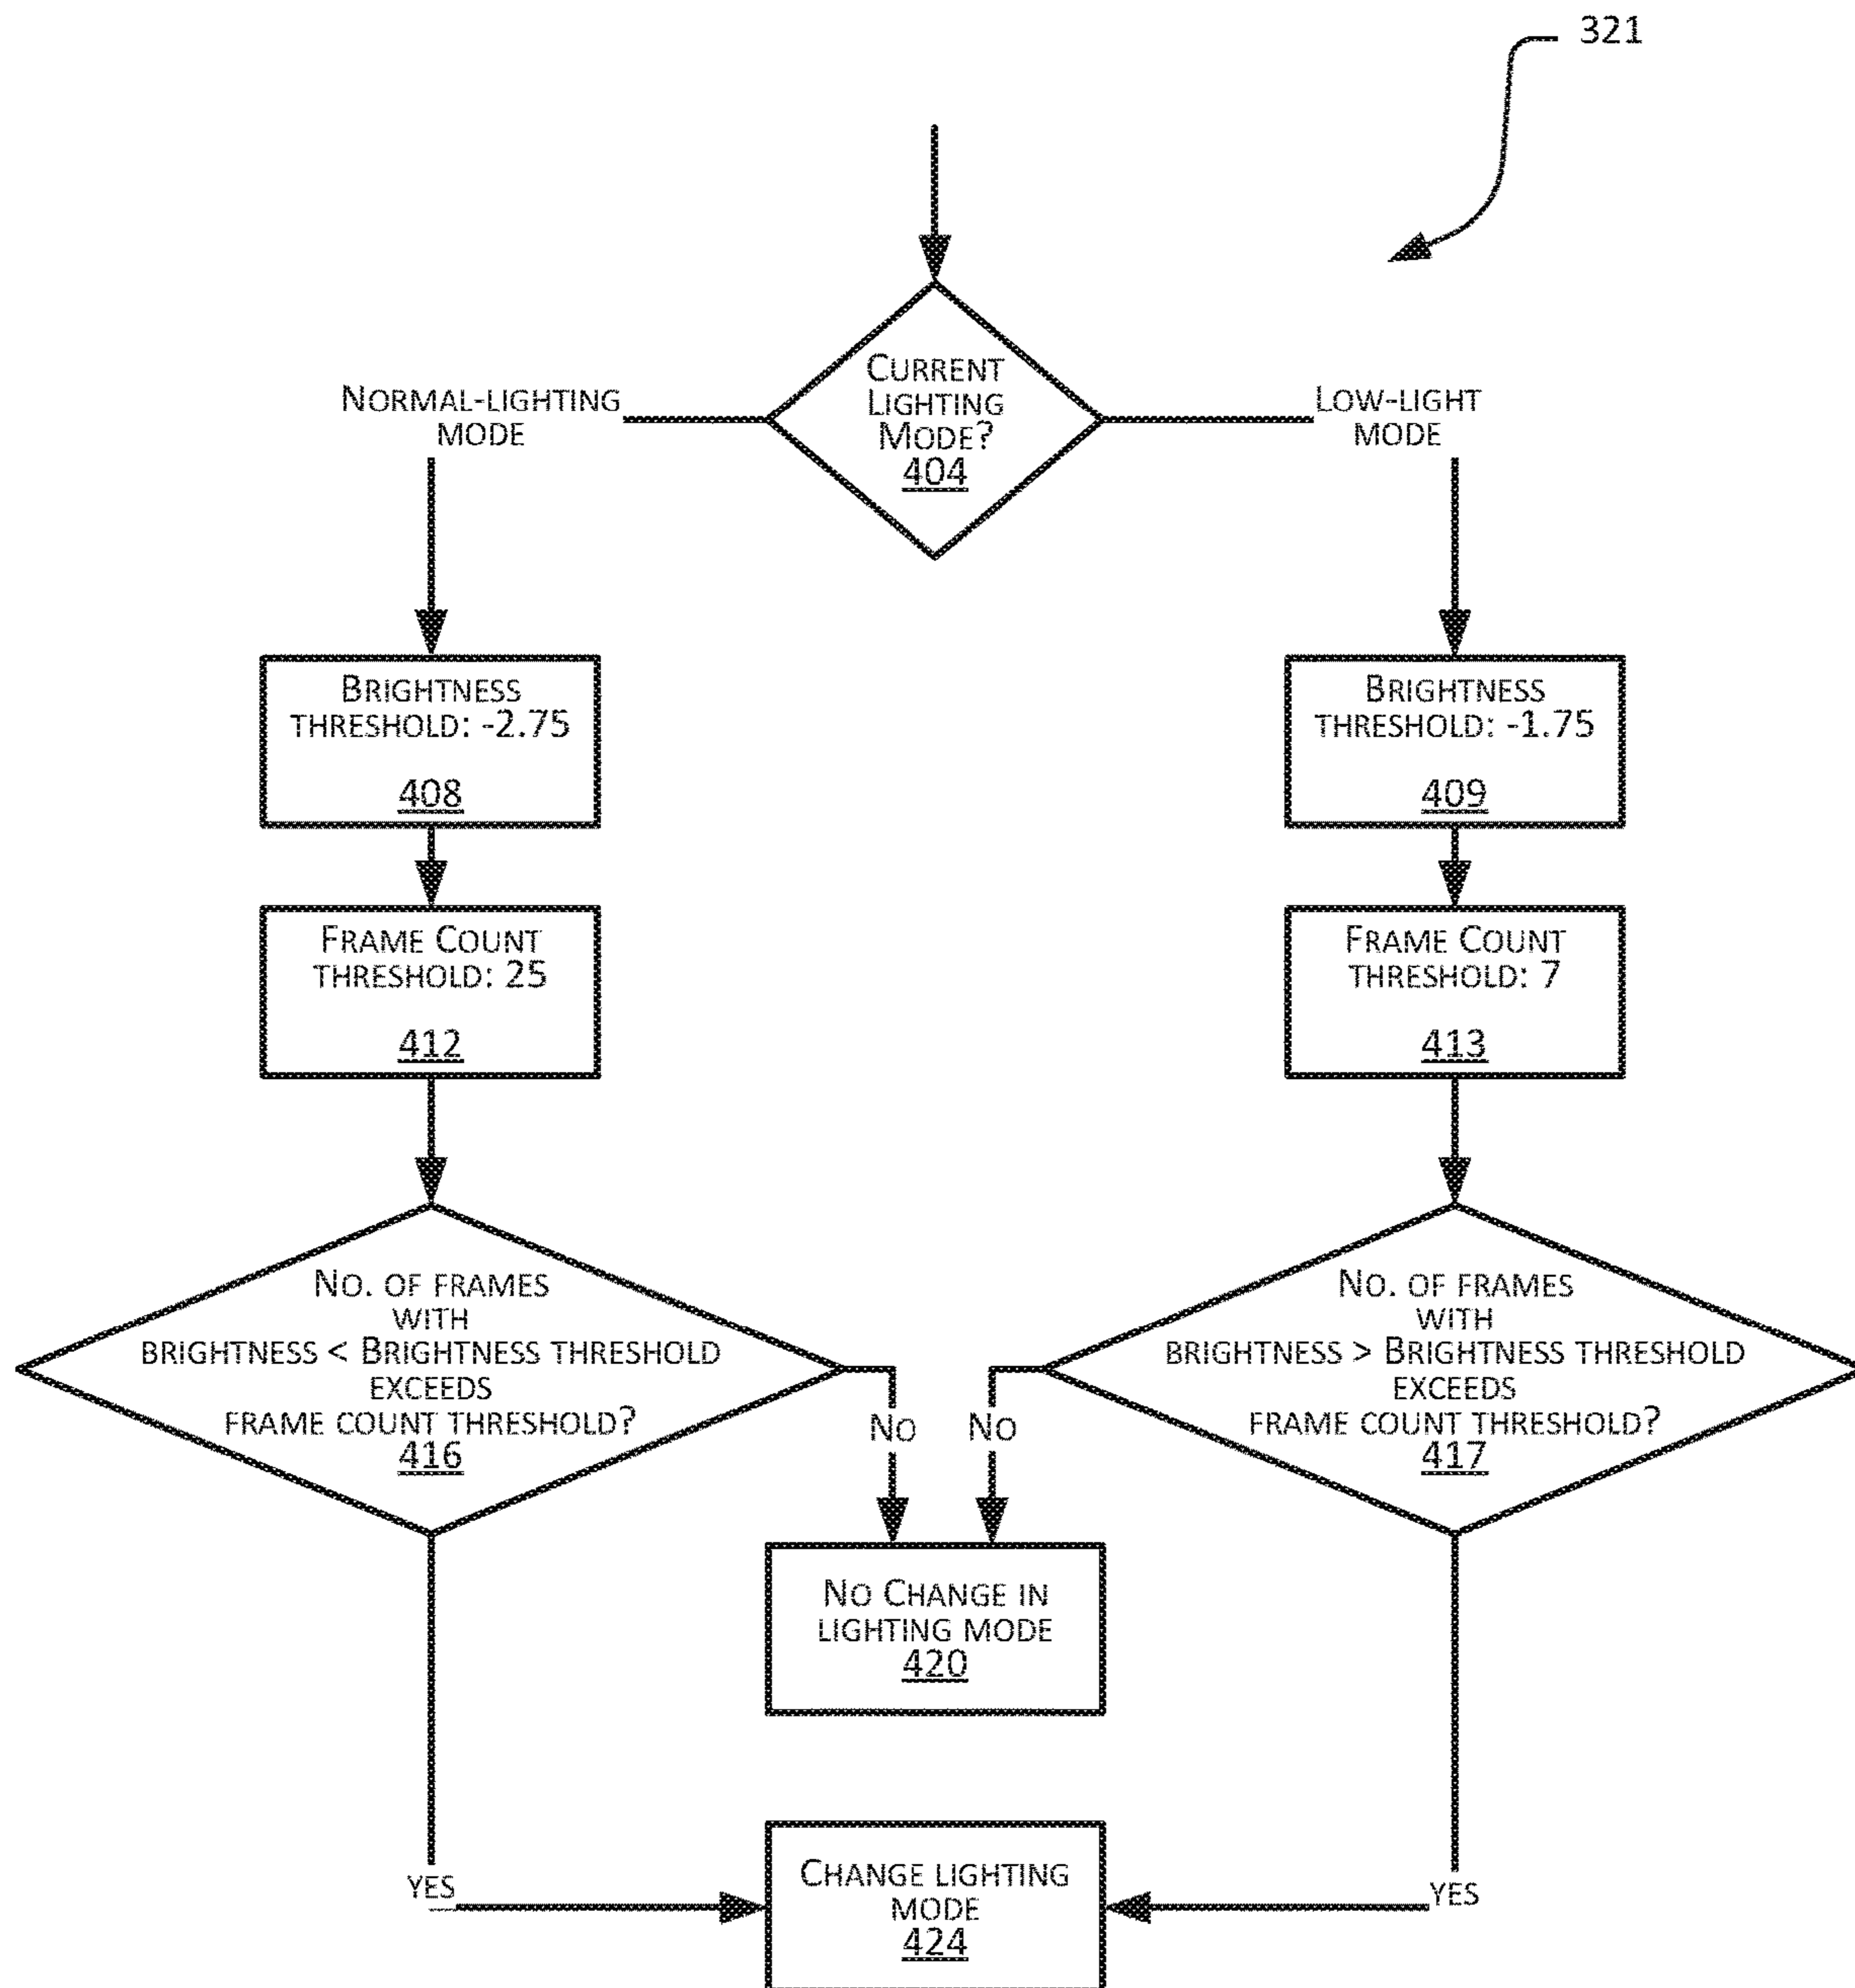 321
Current
Lighting
Mode?
404
Normal-lighting
mode
Low-light
mode
Brightness
threshold: -2.75
408
Brightness
threshold: -1.75
409
Frame Count
threshold: 25
412
Frame Count
threshold: 7
413
No. of frames
with
brightness < Brightness threshold
exceeds
frame count threshold?
416
No. of frames
with
brightness > Brightness threshold
exceeds
frame count threshold?
417
No
No
No Change in
lighting mode
420
yes
Change lighting
mode
424
yes